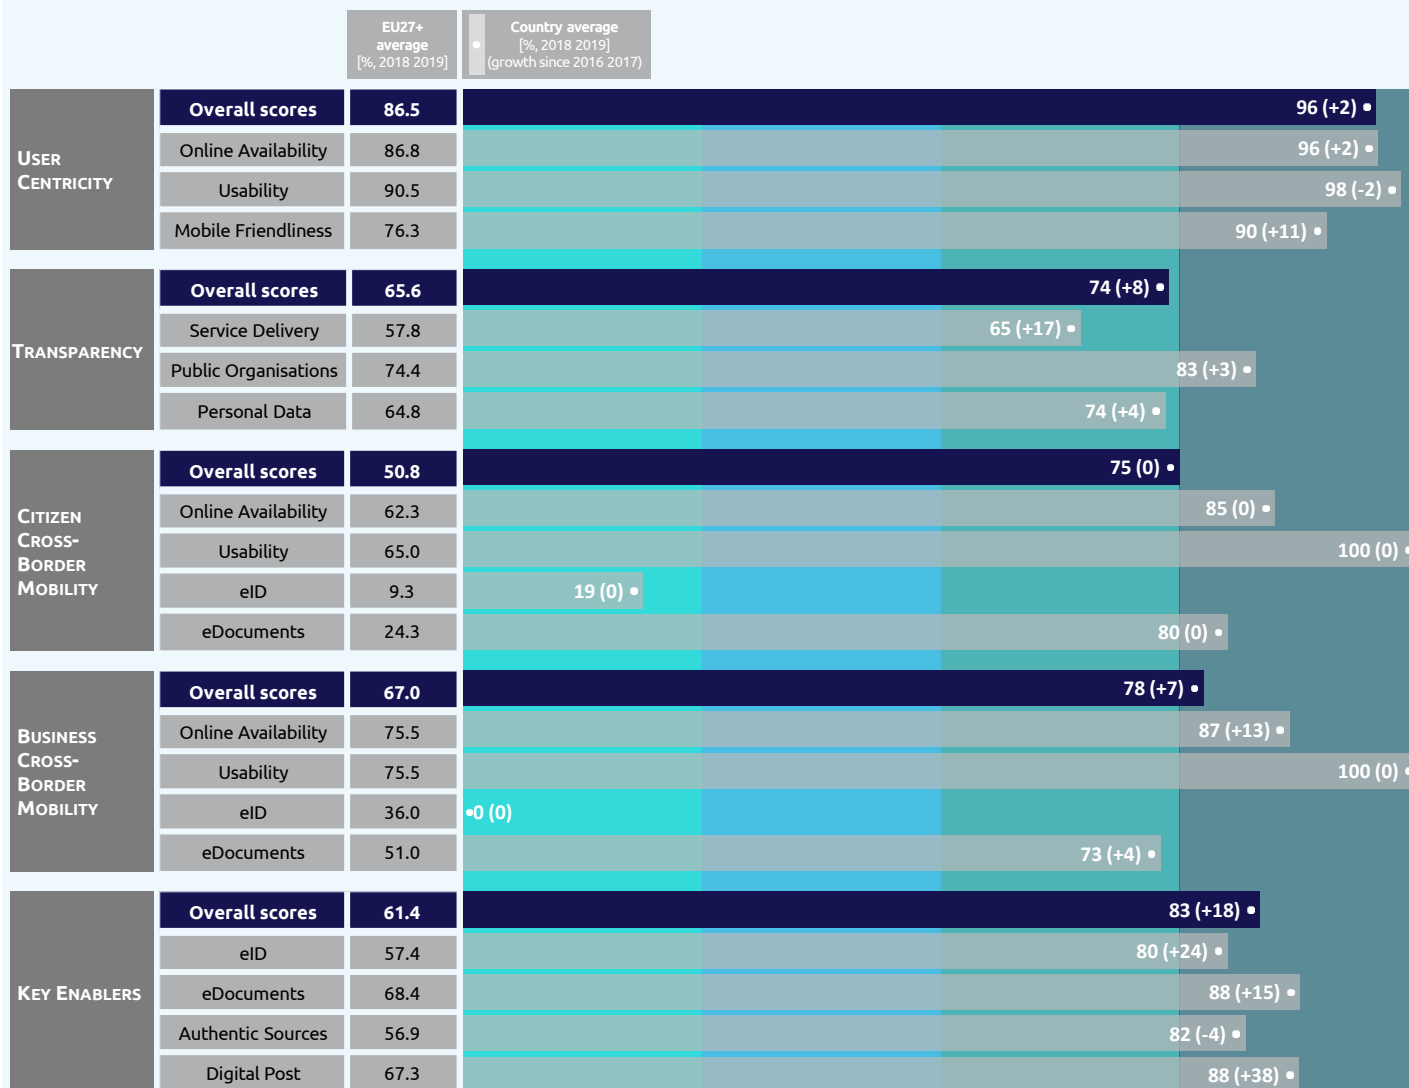 EU27+
average
[%, 2018 2019]
Country average
[%, 2018 2019]
(growth since 2016 2017)
USER
CENTRICITY
Overall scores 86.5 96 (+2)
Online Availability 86.8 96 (+2)
Usability 90.5 98 (-2)
Mobile Friendliness 76.3 90 (+11)
TRANSPARENCY
Overall scores 65.6 74 (+8)
Service Delivery 57.8 65 (+17)
Public Organisations 74.4 83 (+3)
Personal Data 64.8 74 (+4)
CITIZEN
CROSS-
BORDER
MOBILITY
Overall scores 50.8 75 (0)
Online Availability 62.3 85 (0)
Usability 65.0 100 (0)
eID 9.3 19 (0)
eDocuments 24.3 80 (0)
BUSINESS
CROSS-
BORDER
MOBILITY
Overall scores 67.0 78 (+7)
Online Availability 75.5 87 (+13)
Usability 75.5 100 (0)
eID 36.0 0 (0)
eDocuments 51.0 73 (+4)
KEY ENABLERS
Overall scores 61.4 83 (+18)
eID 57.4 80 (+24)
eDocuments 68.4 88 (+15)
Authentic Sources 56.9 82 (-4)
Digital Post 67.3 88 (+38)